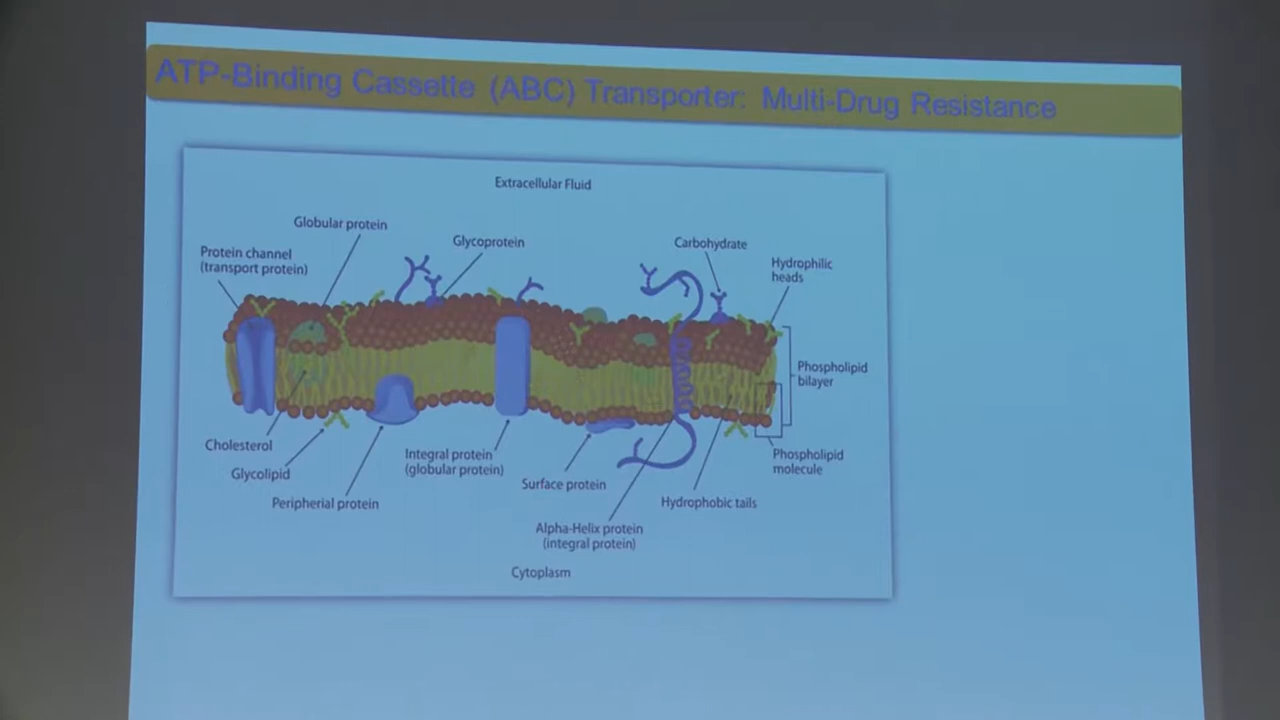 ATP-Binding Cassette (ABC) Transporter: Multi-Drug Resistance
Extracellular Fluid
Globular protein
Glycoprotein
Carbohydrate
Protein channel
(transport protein)
Hydrophilic
heads
Phospholipid
bilayer
Cholesterol
Glycolipid
Peripherial protein
Integral protein
(globular protein)
Surface protein
Alpha-Helix protein
(integral protein)
Hydrophobic tails
Phospholipid
molecule
Cytoplasm